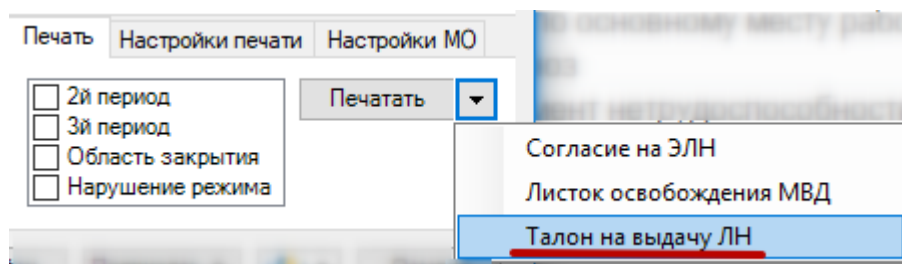 Печать Настройки печати Настройки МО
2й период
3й период
Область закрытия
Нарушение режима
Печатать
Согласие на ЭЛН
Листок освобождения МВД
Талон на выдачу ЛН